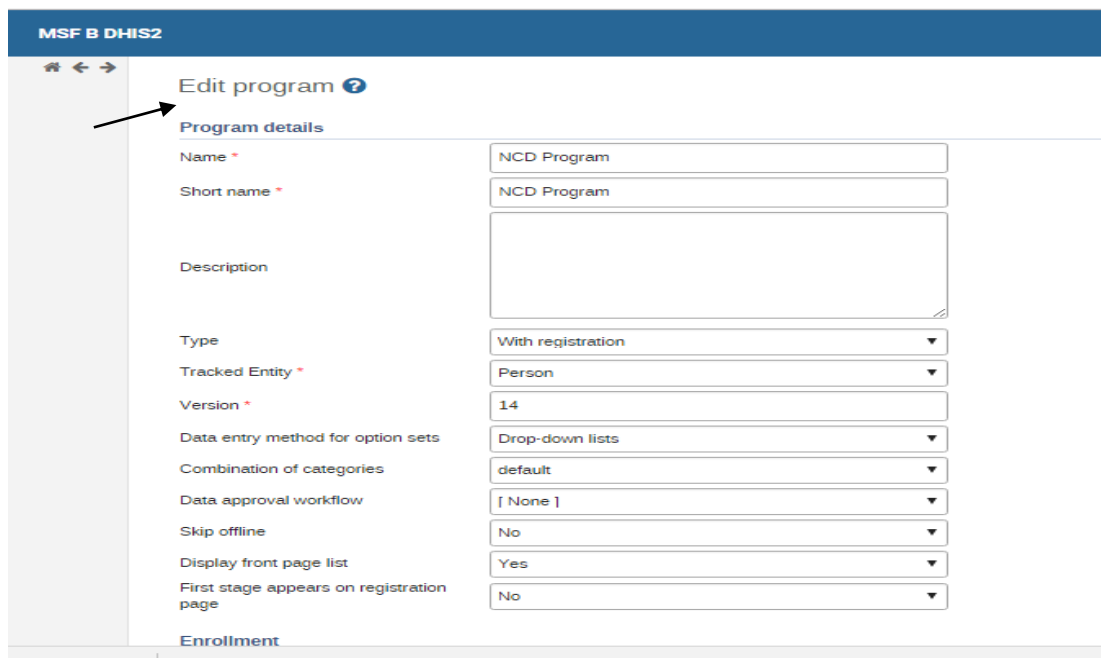 MSF B DHIS2
Edit program ?
Program details
Name * NCD Program
Short name * NCD Program
Description
Type With registration
Tracked Entity * Person
Version * 14
Data entry method for option sets Drop-down lists
Combination of categories default
Data approval workflow [ None ]
Skip offline No
Display front page list Yes
First stage appears on registration
page No
Enrollment